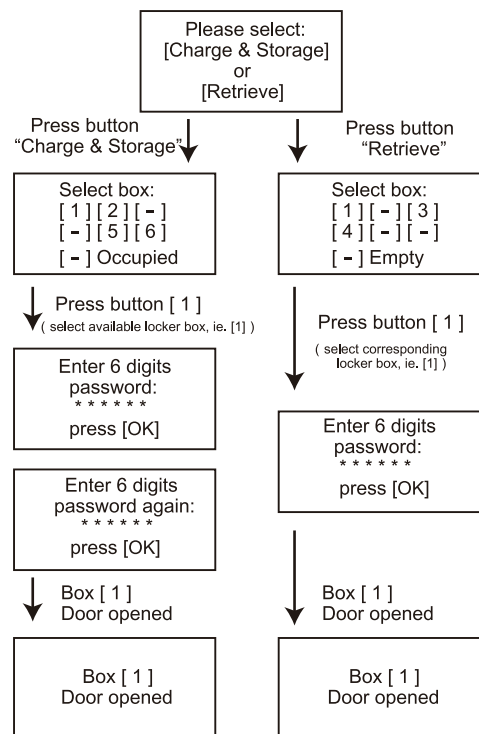 Please select:
[Charge & Storage]
or
[Retrieve]
Press button
“Charge & Storage”
Select box:
[ 1 ] [ 2 ] [ - ]
[ - ] [ 5 ] [ 6 ]
[ - ] Occupied
Press button [ 1 ]
( select available locker box, ie. [1] )
Enter 6 digits
password:
* * * * * *
press [OK]
Enter 6 digits
password again:
* * * * * *
press [OK]
Box [ 1 ]
Door opened
Box [ 1 ]
Door opened
Press button
“Retrieve”
Select box:
[ 1 ] [ - ] [ 3 ]
[ 4 ] [ - ] [ - ]
[ - ] Empty
Press button [ 1 ]
( select corresponding
locker box, ie. [1] )
Enter 6 digits
password:
* * * * * *
press [OK]
Box [ 1 ]
Door opened
Box [ 1 ]
Door opened